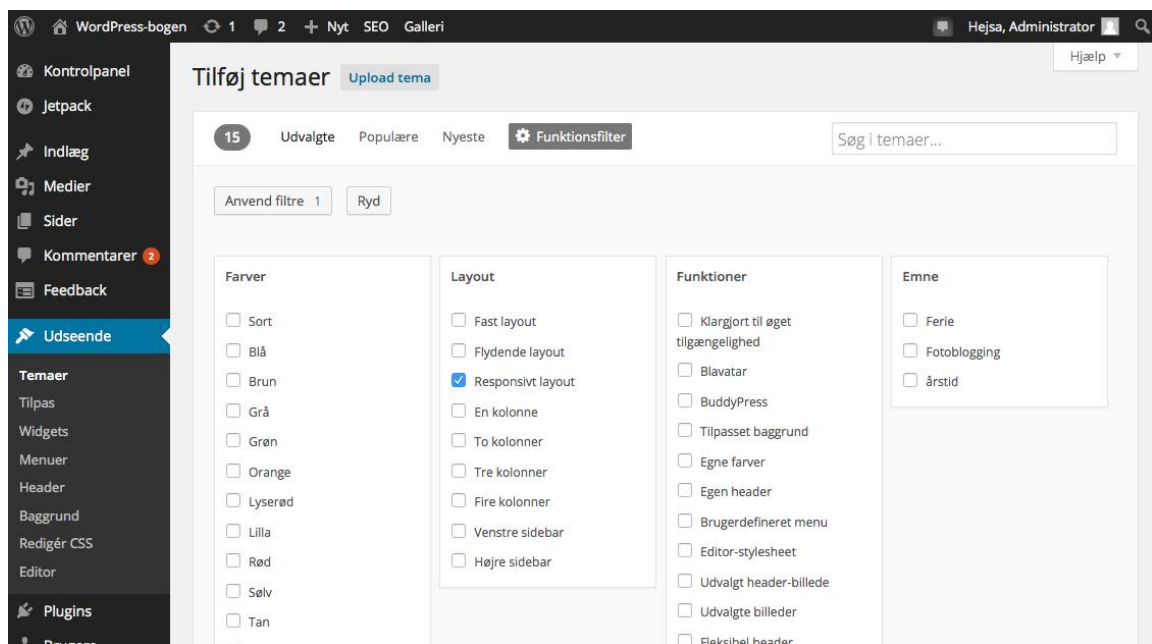 WordPress-bogen 1 2 + Nyt SEO Galleri Hejsa, Administrator
Hjælp
Kontrolpanel
Jetpack
Indlæg
Medier
Sider
Kommentarer 2
Feedback
Udseende
Temaer
Tilpas
Widgets
Menuer
Header
Baggrund
Redigér CSS
Editor
Plugins
Brugere
Tilføj temaer Upload tema
15 Udvalgte Populære Nyeste Funktionsfilter Søg i temaer...
Anvend filtre 1 Ryd
Farver
Sort
Blå
Brun
Grå
Grøn
Orange
Lyserød
Lilla
Rød
Sølv
Tan
Layout
Fast layout
Flydende layout
Responsivt layout
En kolonne
To kolonner
Tre kolonner
Fire kolonner
Venstre sidebar
Højre sidebar
Funktioner
Klargjort til øget
tilgængelighed
Blavatar
BuddyPress
Tilpasset baggrund
Egne farver
Egen header
Brugerdefineret menu
Editor-stylesheet
Udvalgt header-billede
Udvalgte billeder
Fleksibel header
Emne
Ferie
Fotoblogging
årstid